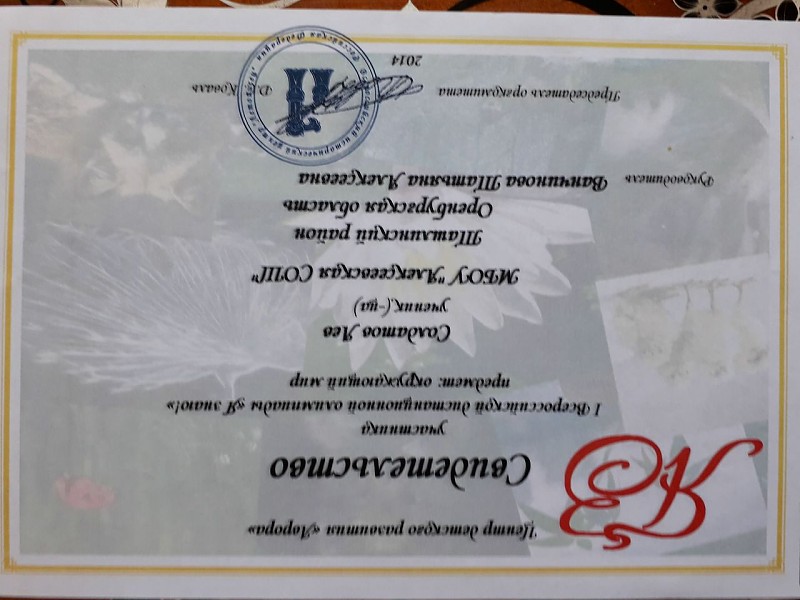 Центр детского развития «Аврора»
Свидетельство
участника
I Всероссийской дистанционной олимпиады «Я знаю!»
предмет: окружающий мир
Солдатов Лев
ученик(-ца)
МБОУ "Алексеевская СОШ"
Ташлинский район
Оренбургская область
Руководитель Ванчинова Татьяна Алексеевна
Председатель оргкомитета Д. Коваль
2014